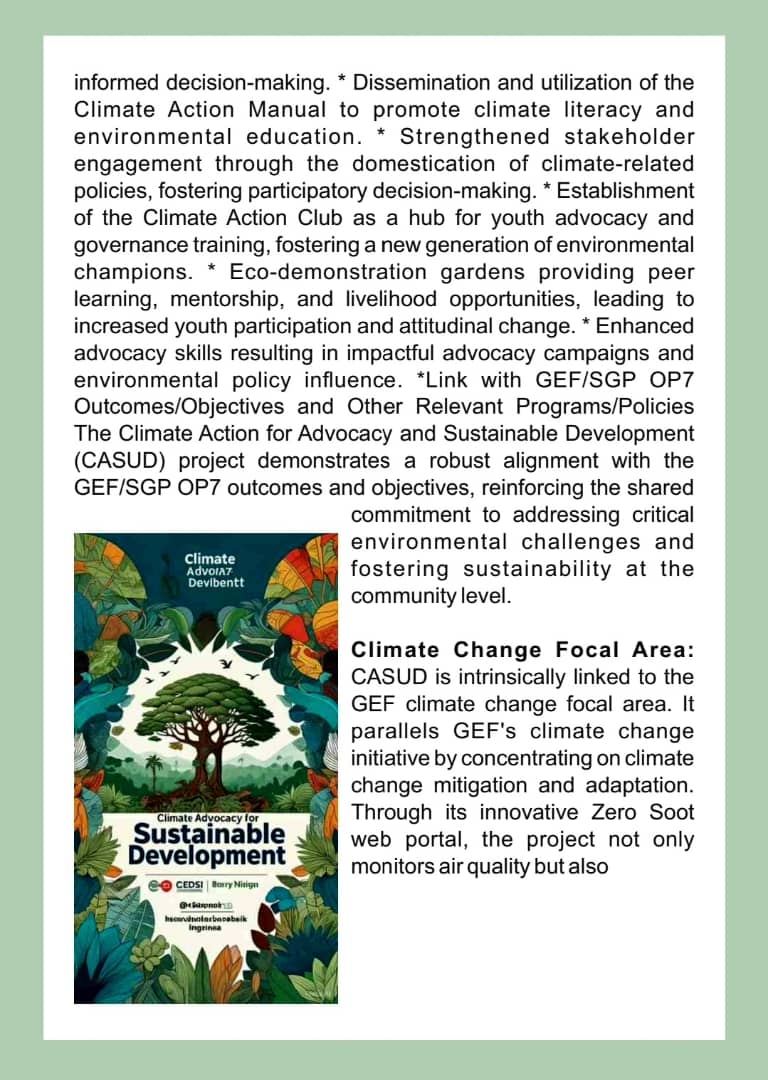 informed decision-making. * Dissemination and utilization of the
Climate Action Manual to promote climate literacy and
environmental education. * Strengthened stakeholder
engagement through the domestication of climate-related
policies, fostering participatory decision-making. * Establishment
of the Climate Action Club as a hub for youth advocacy and
governance training, fostering a new generation of environmental
champions. * Eco-demonstration gardens providing peer
learning, mentorship, and livelihood opportunities, leading to
increased youth participation and attitudinal change. * Enhanced
advocacy skills resulting in impactful advocacy campaigns and
environmental policy influence. *Link with GEF/SGP OP7
Outcomes/Objectives and Other Relevant Programs/Policies
The Climate Action for Advocacy and Sustainable Development
(CASUD) project demonstrates a robust alignment with the
GEF/SGP OP7 outcomes and objectives, reinforcing the shared
commitment to addressing critical
environmental challenges and
fostering sustainability at the
community level.
Climate Change Focal Area:
CASUD is intrinsically linked to the
GEF climate change focal area. It
parallels GEF's climate change
initiative by concentrating on climate
change mitigation and adaptation.
Through its innovative Zero Soot
web portal, the project not only
monitors air quality but also
Climate
Devlbentt
Climate Advocacy for
Sustainable
Development
CEDSI